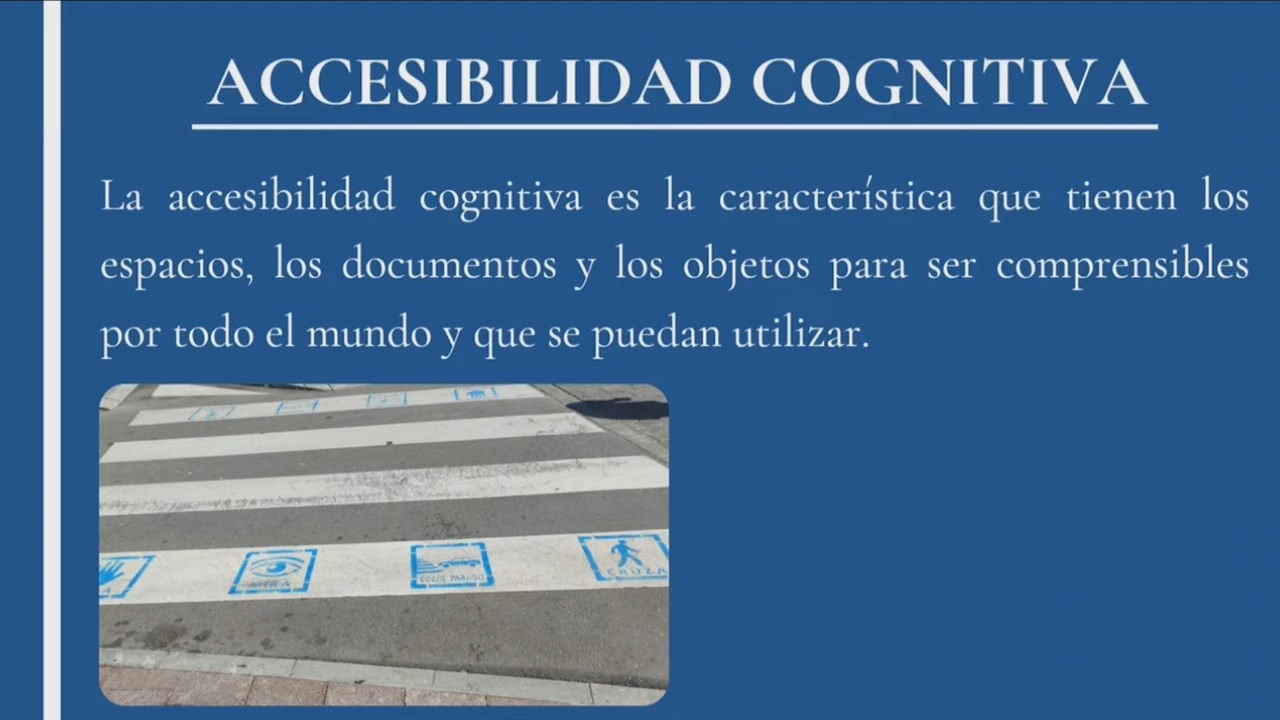 ACCESIBILIDAD COGNITIVA
La accesibilidad cognitiva es la característica que tienen los
espacios, los documentos y los objetos para ser comprensibles
por todo el mundo y que se puedan utilizar.
MIRA
COCHE PARADO
CRUZA